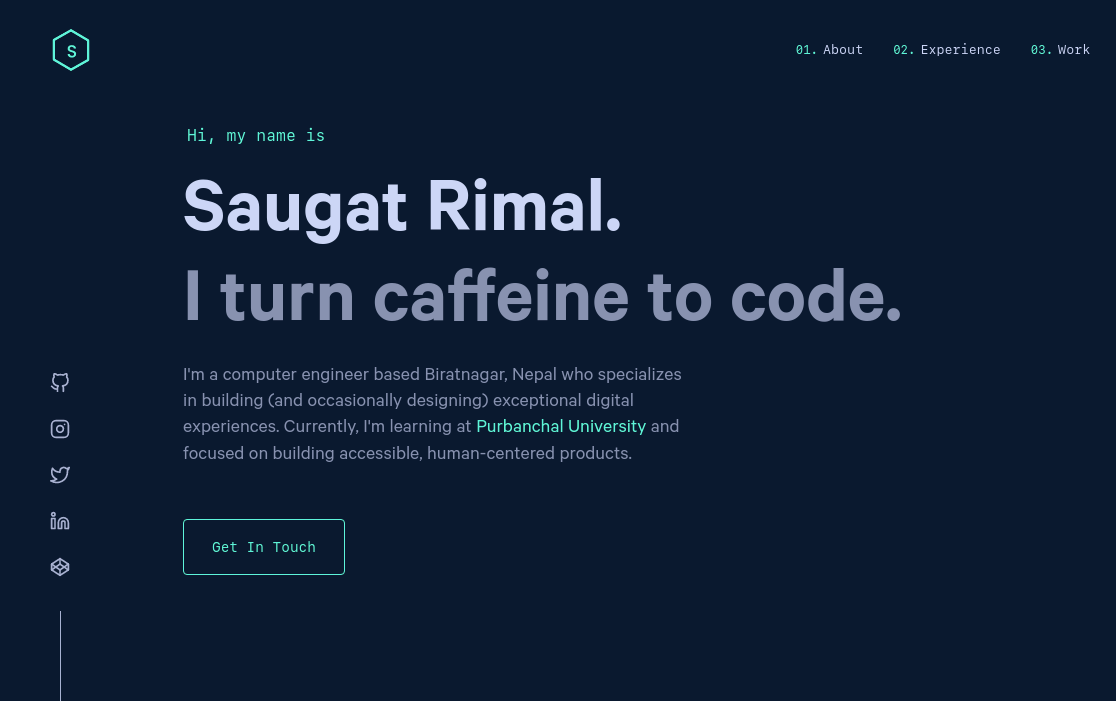 S
01. About 02. Experience 03. Work
Hi, my name is
Saugat Rimal.
I turn caffeine to code.
I'm a computer engineer based Biratnagar, Nepal who specializes
in building (and occasionally designing) exceptional digital
experiences. Currently, I'm learning at Purbanchal University and
focused on building accessible, human-centered products.
Get In Touch